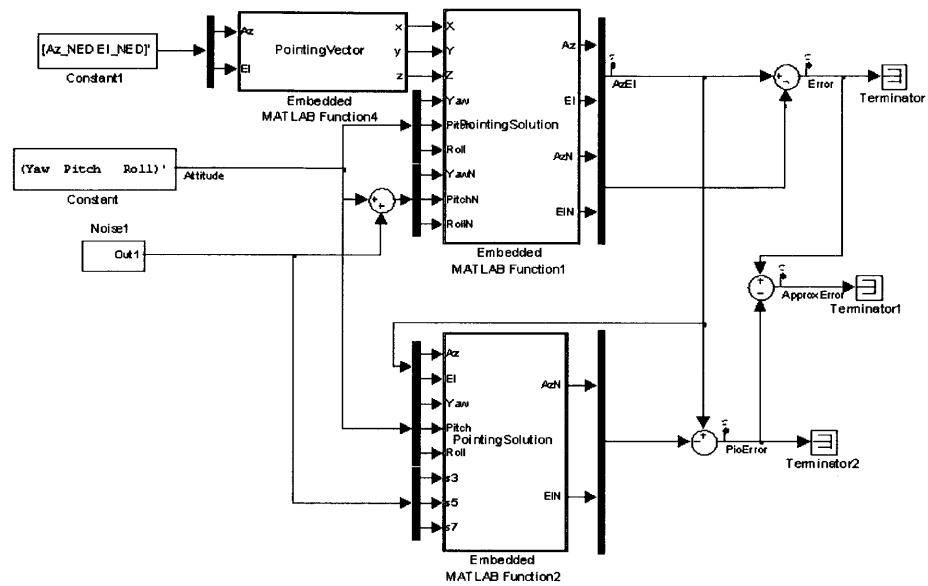 [Az_NED El_NED]'
Constant1
Az
El
PointingVector
x
y
z
Embedded
MATLAB Function4
X
Y
Z
Yaw
Pitch
Roll
YawN
PitchN
RollN
PointingSolution
Az
El
AzN
ElN
Embedded
MATLAB Function1
AzEl
Error
Terminator
(Yaw Pitch Roll)'
Attitude
Constant
Noise1
Out1
ApproxError
Terminator1
Az
El
Yaw
Pitch
Roll
s3
s5
s7
PointingSolution
AzN
ElN
Embedded
MATLAB Function2
PioError
Terminator2